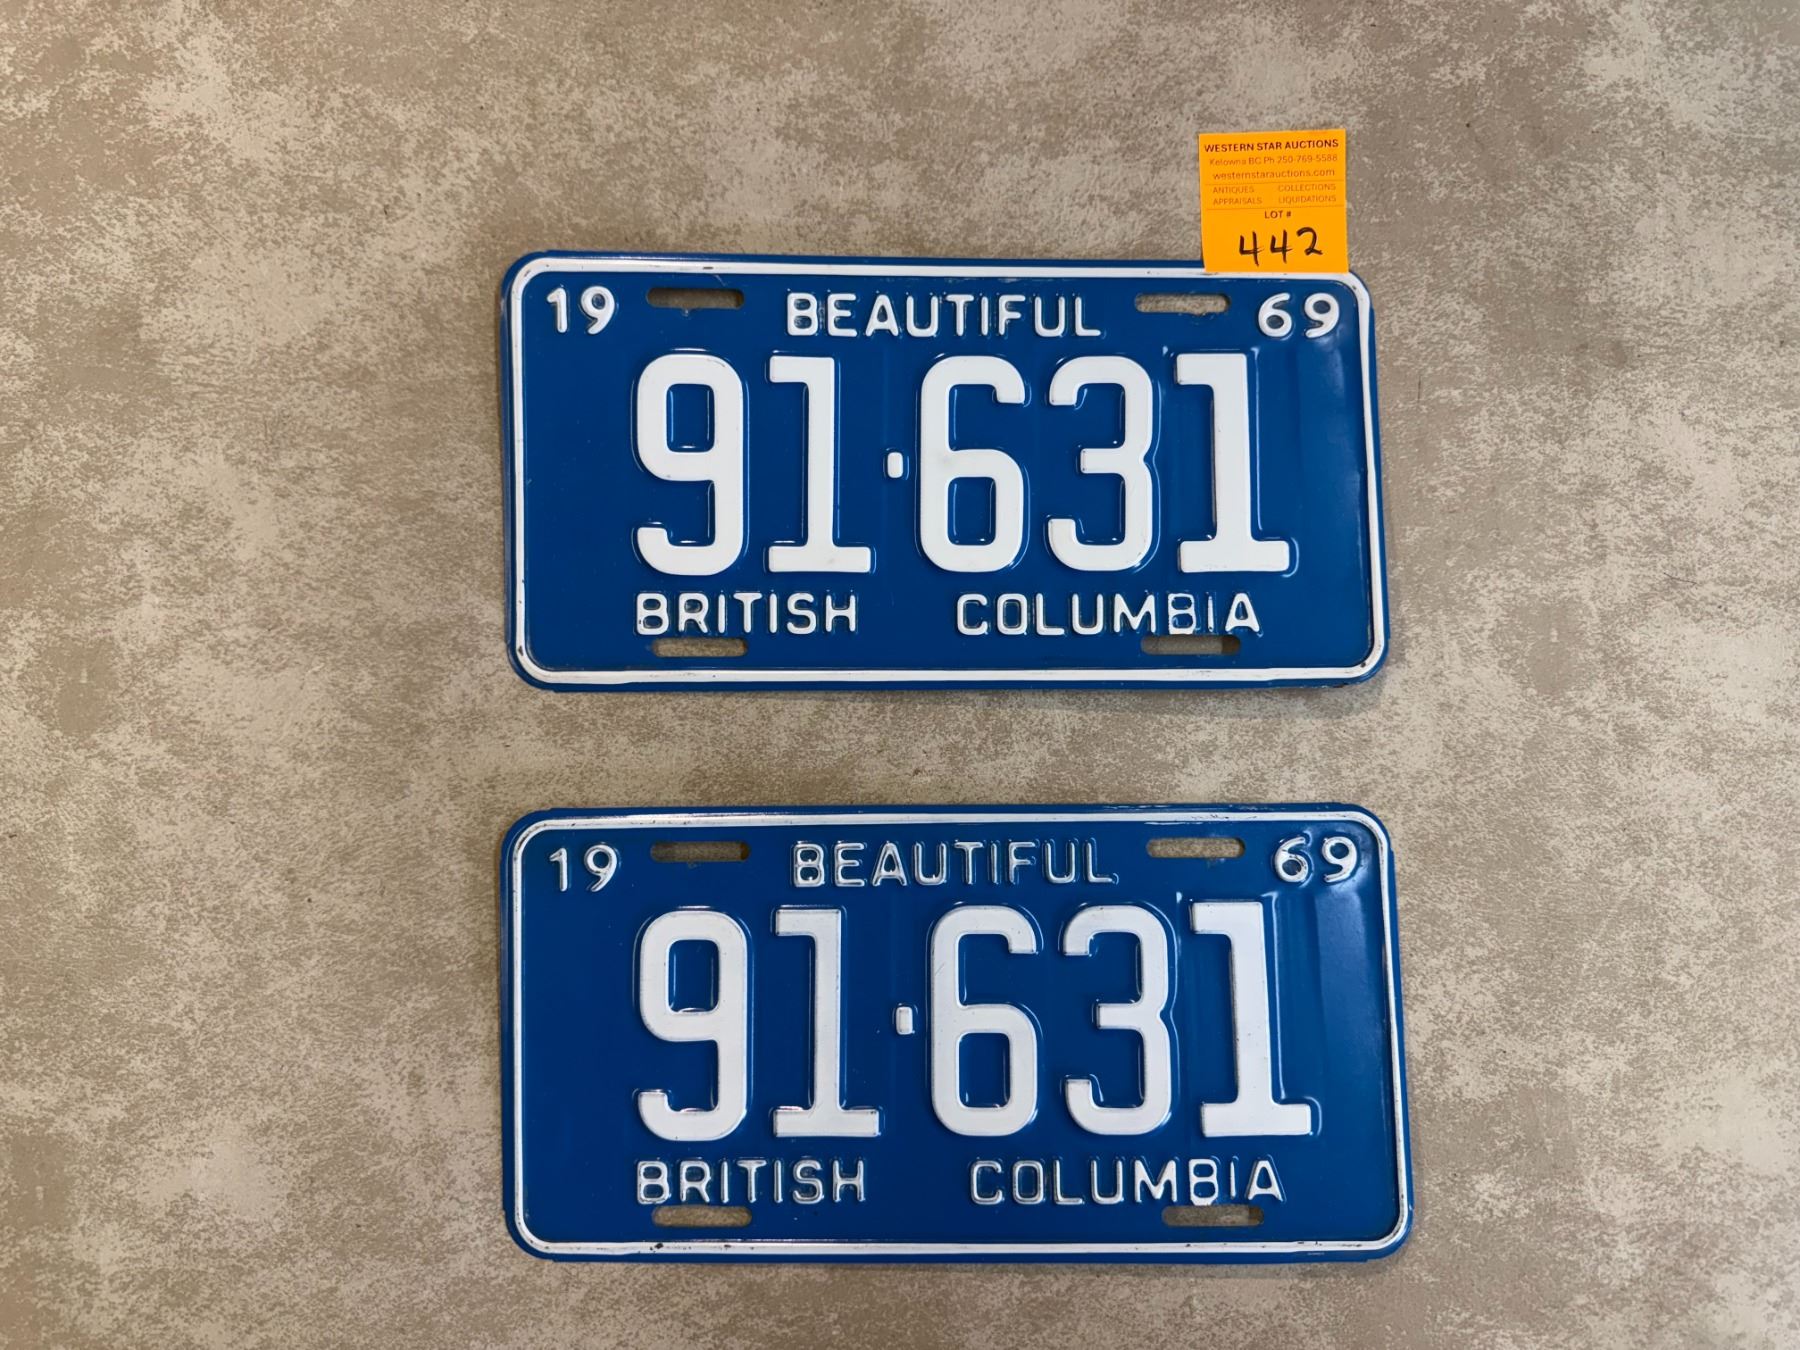 WESTERN STAR AUCTIONS
Kelowna BC Ph 250-769-5588
westernstarauctions.com
ANTIQUES COLLECTIONS
APPRAISALS LIQUIDATIONS
LOT #
442
19 BEAUTIFUL 69
91·631
BRITISH COLUMBIA
19 BEAUTIFUL 69
91·631
BRITISH COLUMBIA